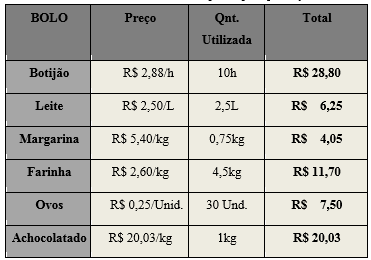 BOLO Preço Qnt. Utilizada Total
Botijão R$ 2,88/h 10h R$ 28,80
Leite R$ 2,50/L 2,5L R$ 6,25
Margarina R$ 5,40/kg 0,75kg R$ 4,05
Farinha R$ 2,60/kg 4,5kg R$ 11,70
Ovos R$ 0,25/Unid. 30 Und. R$ 7,50
Achocolatado R$ 20,03/kg 1kg R$ 20,03